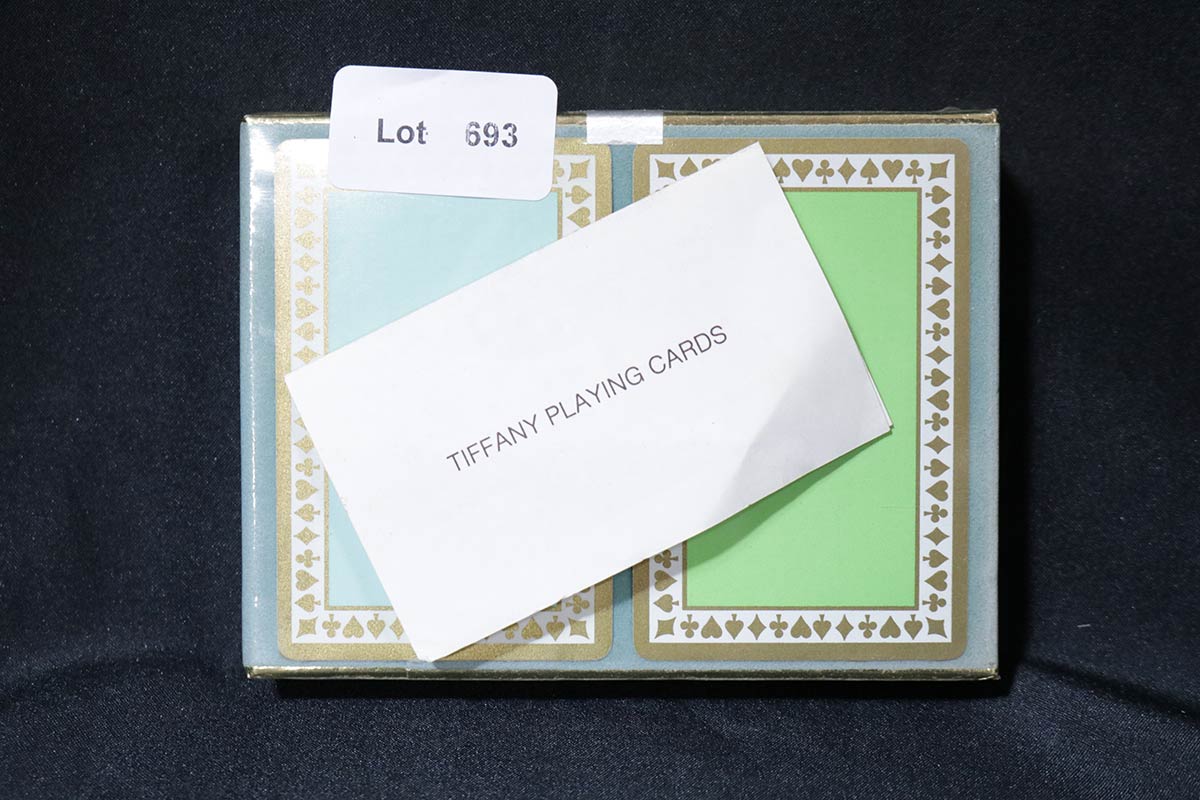 Lot 693
TIFFANY PLAYING CARDS